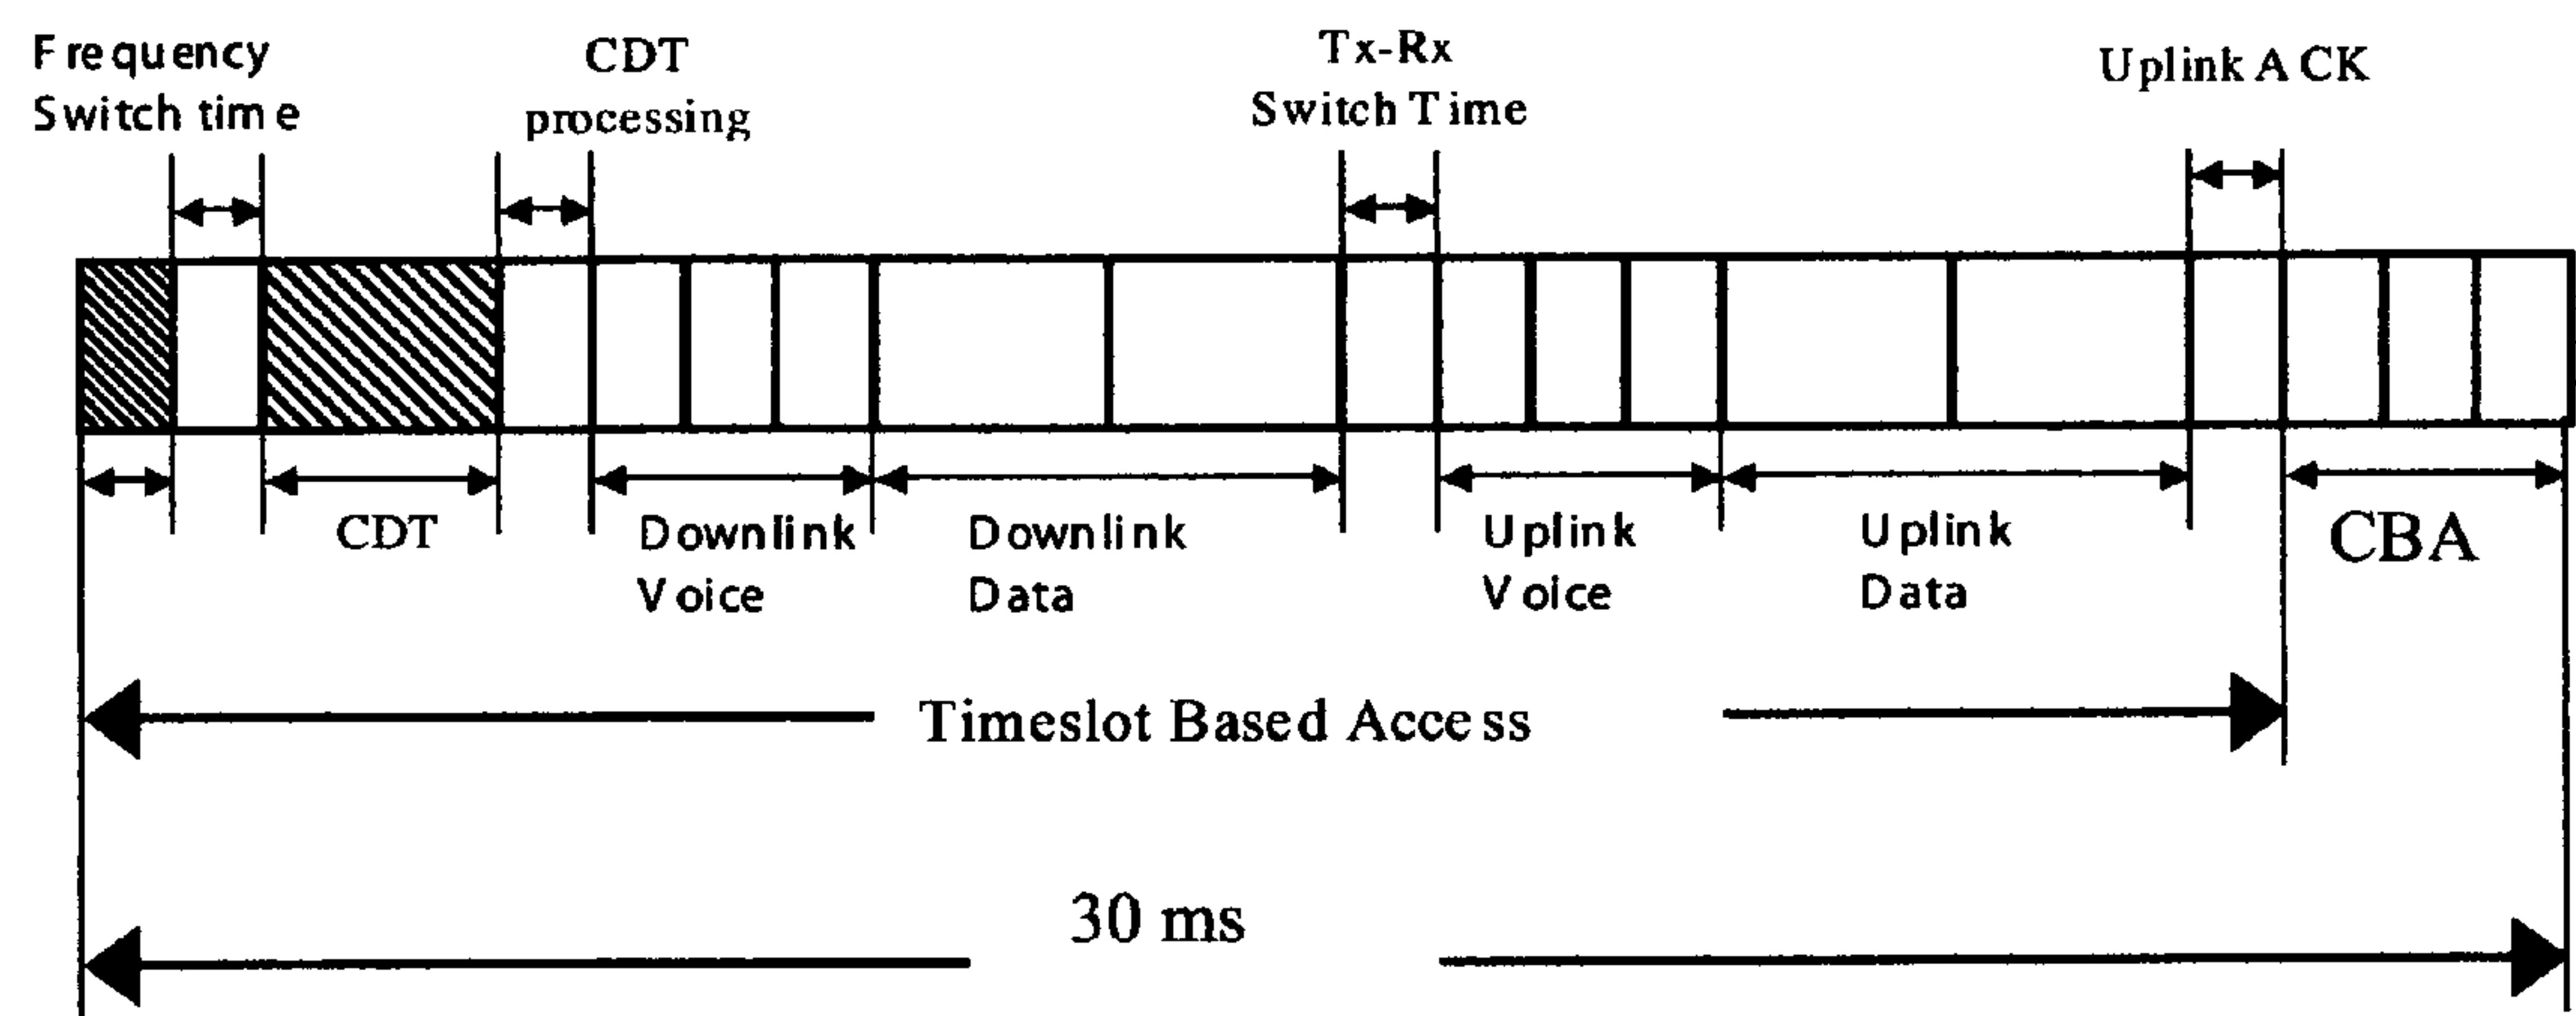 Frequency
Switch time
CDT
processing
Tx-Rx
Switch Time
Uplink ACK
CDT
Downlink
Voice
Downlink
Data
Uplink
Voice
Uplink
Data
CBA
Timeslot Based Access
30 ms